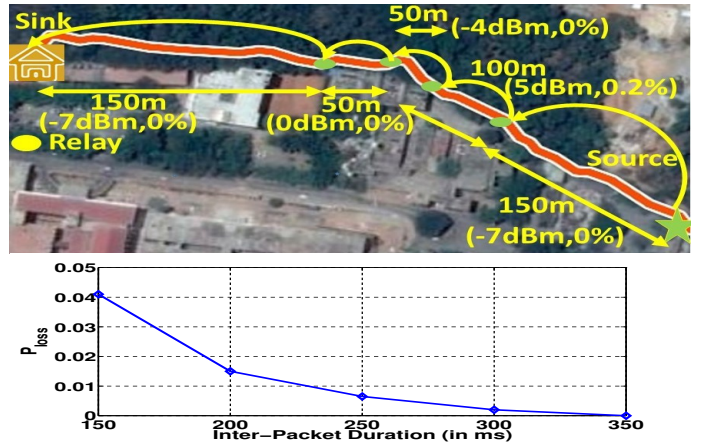 Sink
50m
(-4dBm,0%)
100m
(5dBm,0.2%)
150m
(-7dBm,0%)
50m
(0dBm,0%)
Relay
Source
150m
(-7dBm,0%)
0.05
0.04
0.03
0.02
0.01
0
P_loss
150 200 250 300 350
Inter-Packet Duration (in ms)